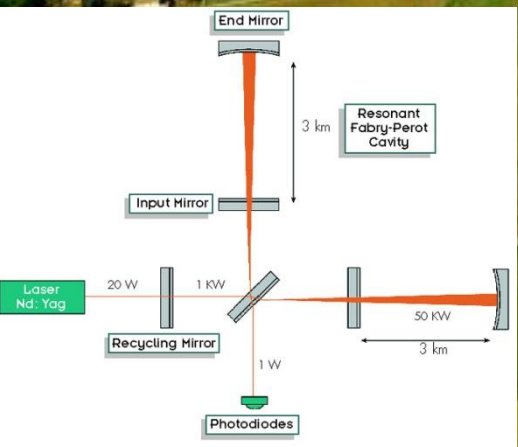 End Mirror
3 km
Resonant
Fabry-Perot
Cavity
Input Mirror
Laser
Nd: Yag
20 W
1 KW
Recycling Mirror
50 KW
3 km
1 W
Photodiodes